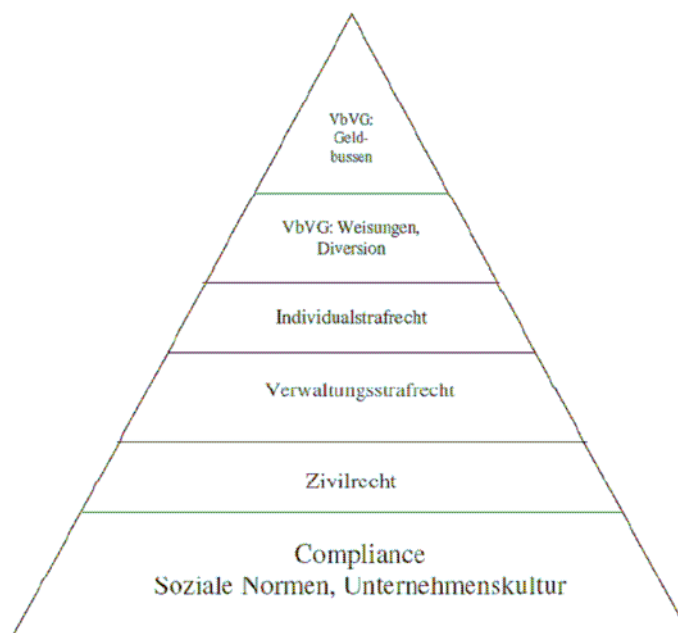 VbVG:
Geld-
bussen
VbVG: Weisungen,
Diversion
Individualstrafrecht
Verwaltungsstrafrecht
Zivilrecht
Compliance
Soziale Normen, Unternehmenskultur